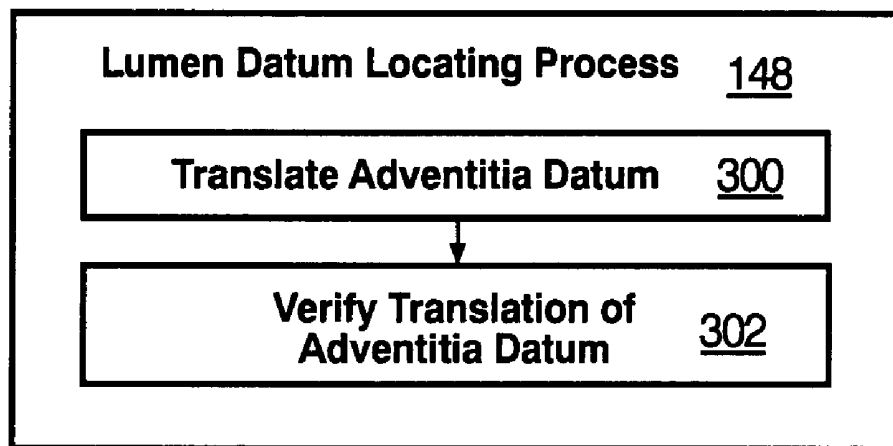 Lumen Datum Locating Process 148
Translate Adventitia Datum 300
Verify Translation of
Adventitia Datum 302